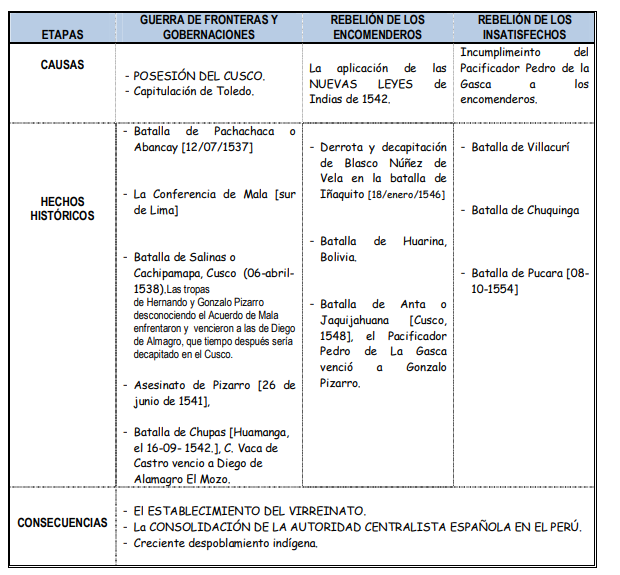 ETAPAS
GUERRA DE FRONTERAS Y
GOBERNACIONES
REBELIÓN DE LOS
ENCOMENDEROS
REBELIÓN DE LOS
INSATISFECHOS
CAUSAS
- POSESIÓN DEL CUSCO.
- Capitulación de Toledo.
La aplicación de las
NUEVAS LEYES de
Indias de 1542.
Incumplimeinto del
Pacificador Pedro de la
Gasca a los
encomenderos.
HECHOS
HISTÓRICOS
- Batalla de Pachachaca o
Abancay [12/07/1537]
- La Conferencia de Mala [sur
de Lima]
- Batalla de Salinas o
Cachipamapa, Cusco (06-abril-
1538).Las tropas
de Hernando y Gonzalo Pizarro
desconociendo el Acuerdo de Mala
enfrentaron y vencieron a las de Diego
de Almagro, que tiempo después sería
decapitado en el Cusco.
- Asesinato de Pizarro [26 de
junio de 1541],
- Batalla de Chupas [Huamanga,
el 16-09- 1542.], C. Vaca de
Castro vencio a Diego de
Alamagro El Mozo.
- Derrota y decapitación
de Blasco Núñez de
Vela en la batalla de
Iñaquito [18/enero/1546]
- Batalla de Huarina,
Bolivia.
- Batalla de Anta o
Jaquijahuana [Cusco,
1548], el Pacificador
Pedro de La Gasca
venció a Gonzalo
Pizarro.
- Batalla de Villacurí
- Batalla de Chuquinga
- Batalla de Pucara [08-
10-1554]
CONSECUENCIAS
- El ESTABLECIMIENTO DEL VIRREINATO.
- La CONSOLIDACIÓN DE LA AUTORIDAD CENTRALISTA ESPAÑOLA EN EL PERÚ.
- Creciente despoblamiento indígena.